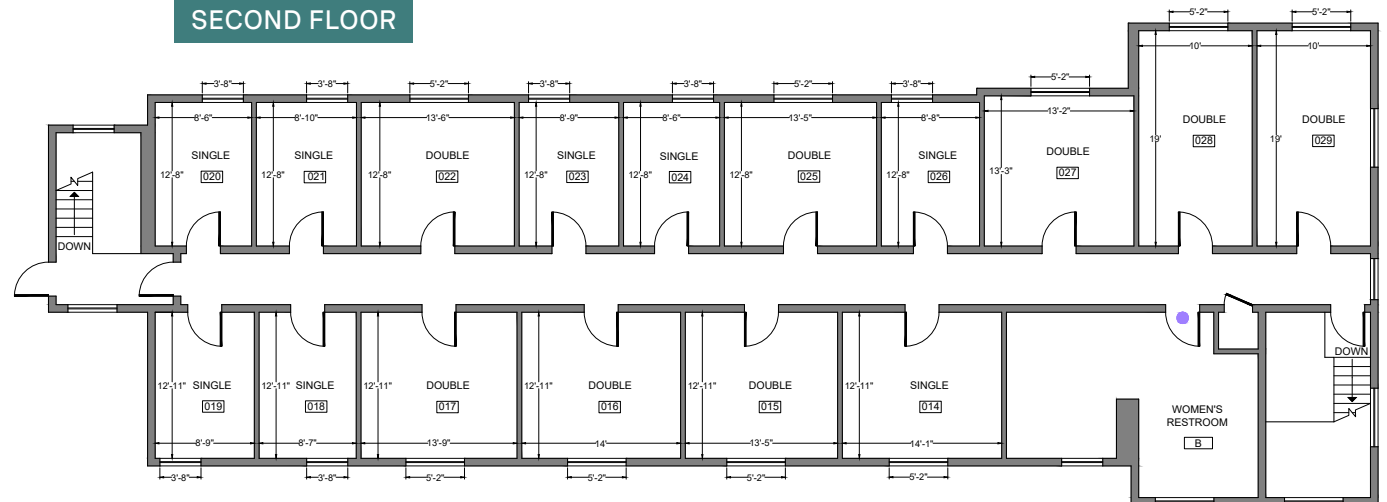 SECOND FLOOR
5'-2"
5'-2"
10'
10'
3'-8"
3'-8"
5'-2"
3'-8"
3'-8"
5'-2"
3'-8"
5'-2"
8'-6"
8'-10"
13'-6"
8'-9"
8'-6"
13'-5"
8'-8"
13'-2"
SINGLE
020
12'-8"
SINGLE
021
12'-8"
DOUBLE
022
12'-8"
SINGLE
023
12'-8"
SINGLE
024
12'-8"
DOUBLE
025
12'-8"
SINGLE
026
12'-8"
DOUBLE
027
13'-3"
DOUBLE
028
19'
DOUBLE
029
19'
N
DOWN
12'-11"
SINGLE
019
8'-9"
3'-8"
12'-11"
SINGLE
018
8'-7"
3'-8"
12'-11"
DOUBLE
017
13'-9"
5'-2"
12'-11"
DOUBLE
016
14'
5'-2"
12'-11"
DOUBLE
015
13'-5"
5'-2"
12'-11"
SINGLE
014
14'-1"
5'-2"
WOMEN'S
RESTROOM
B
DOWN
N